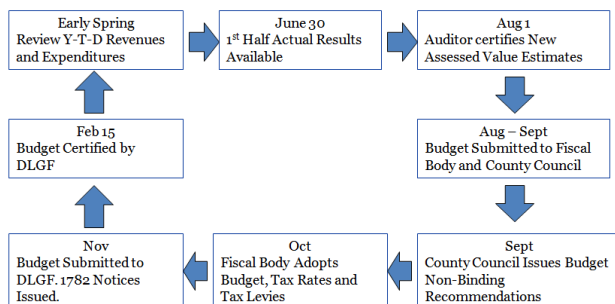 Early Spring
Review Y-T-D Revenues
and Expenditures
June 30
1st Half Actual Results
Available
Aug 1
Auditor certifies New
Assessed Value Estimates
Aug – Sept
Budget Submitted to Fiscal
Body and County Council
Sept
County Council Issues Budget
Non-Binding
Recommendations
Oct
Fiscal Body Adopts
Budget, Tax Rates and
Tax Levies
Nov
Budget Submitted to
DLGF. 1782 Notices
Issued.
Feb 15
Budget Certified by
DLGF